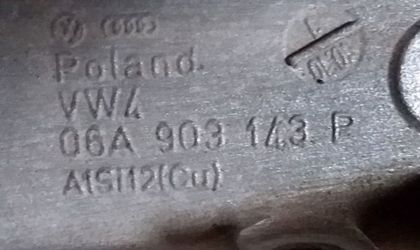 Poland.
VW4
06A 903 143 P
AlSi12(Cu)